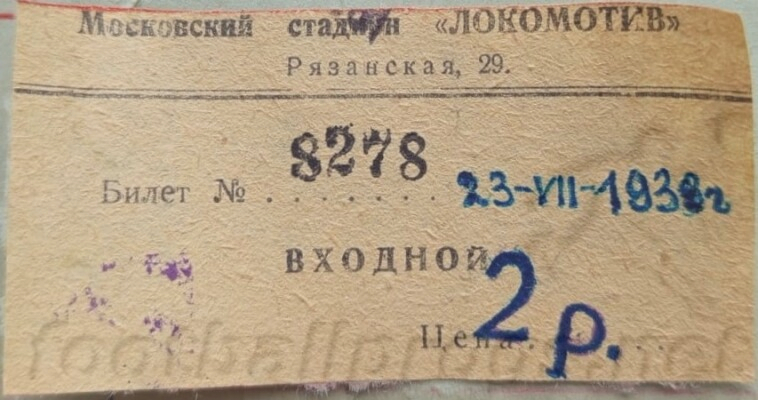 Московский стадион «ЛОКОМОТИВ»
Рязанская, 29.
8278
Билет № . . . . . . . . 23-VII-1938г
ВХОДНОЙ
Цена . . . . . 2 р.